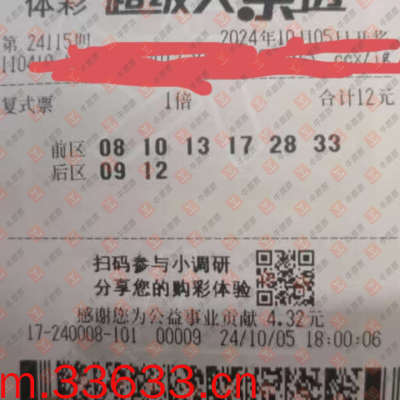 体彩 超级大乐透
第 24115期 2024年10月05日开奖
110419
复式票 1倍 合计12元
前区 08 10 13 17 28 33
后区 09 12
扫码参与小调研
分享您的购彩体验
感谢您为公益事业贡献 4.32元
17-240008-101 00009 24/10/05 18:00:06
m.33633.cn